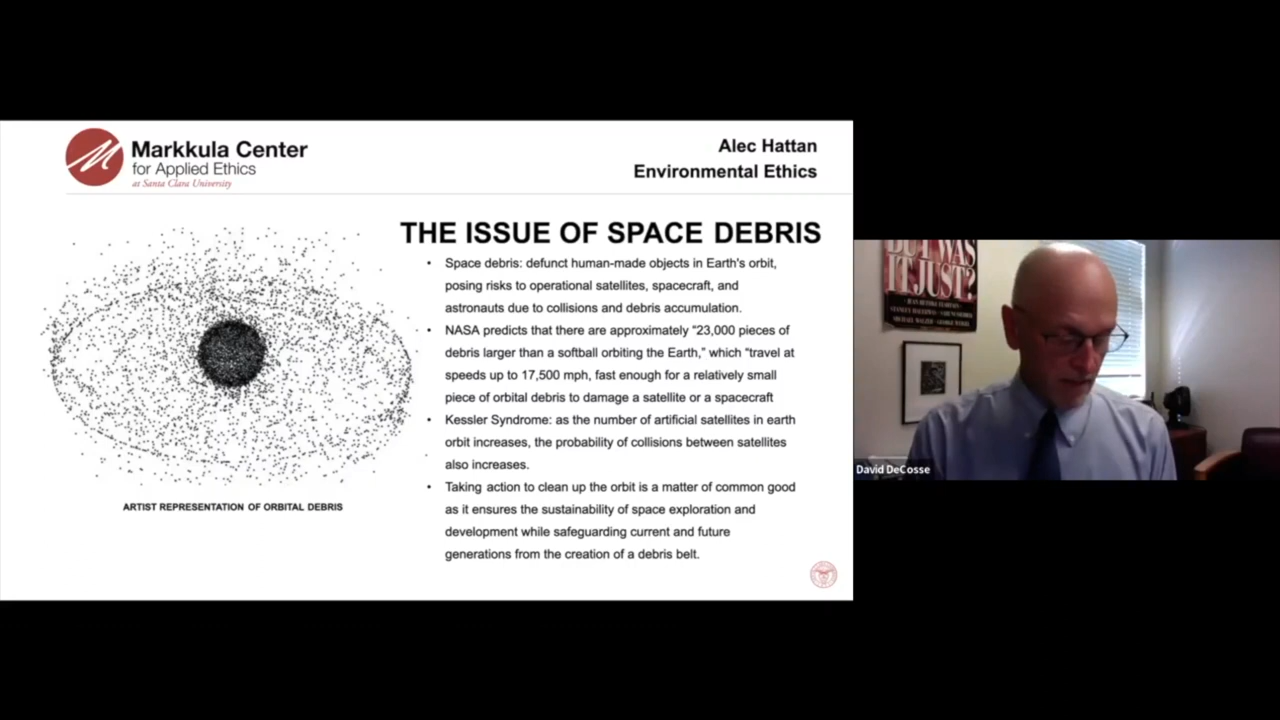 Markkula Center
for Applied Ethics
at Santa Clara University
Alec Hattan
Environmental Ethics
THE ISSUE OF SPACE DEBRIS
• Space debris: defunct human-made objects in Earth's orbit,
posing risks to operational satellites, spacecraft, and
astronauts due to collisions and debris accumulation.
• NASA predicts that there are approximately "23,000 pieces of
debris larger than a softball orbiting the Earth," which "travel at
speeds up to 17,500 mph, fast enough for a relatively small
piece of orbital debris to damage a satellite or a spacecraft
• Kessler Syndrome: as the number of artificial satellites in earth
orbit increases, the probability of collisions between satellites
also increases.
• Taking action to clean up the orbit is a matter of common good
as it ensures the sustainability of space exploration and
development while safeguarding current and future
generations from the creation of a debris belt.
ARTIST REPRESENTATION OF ORBITAL DEBRIS
BUT WAS
IT JUST?
David DeCosse